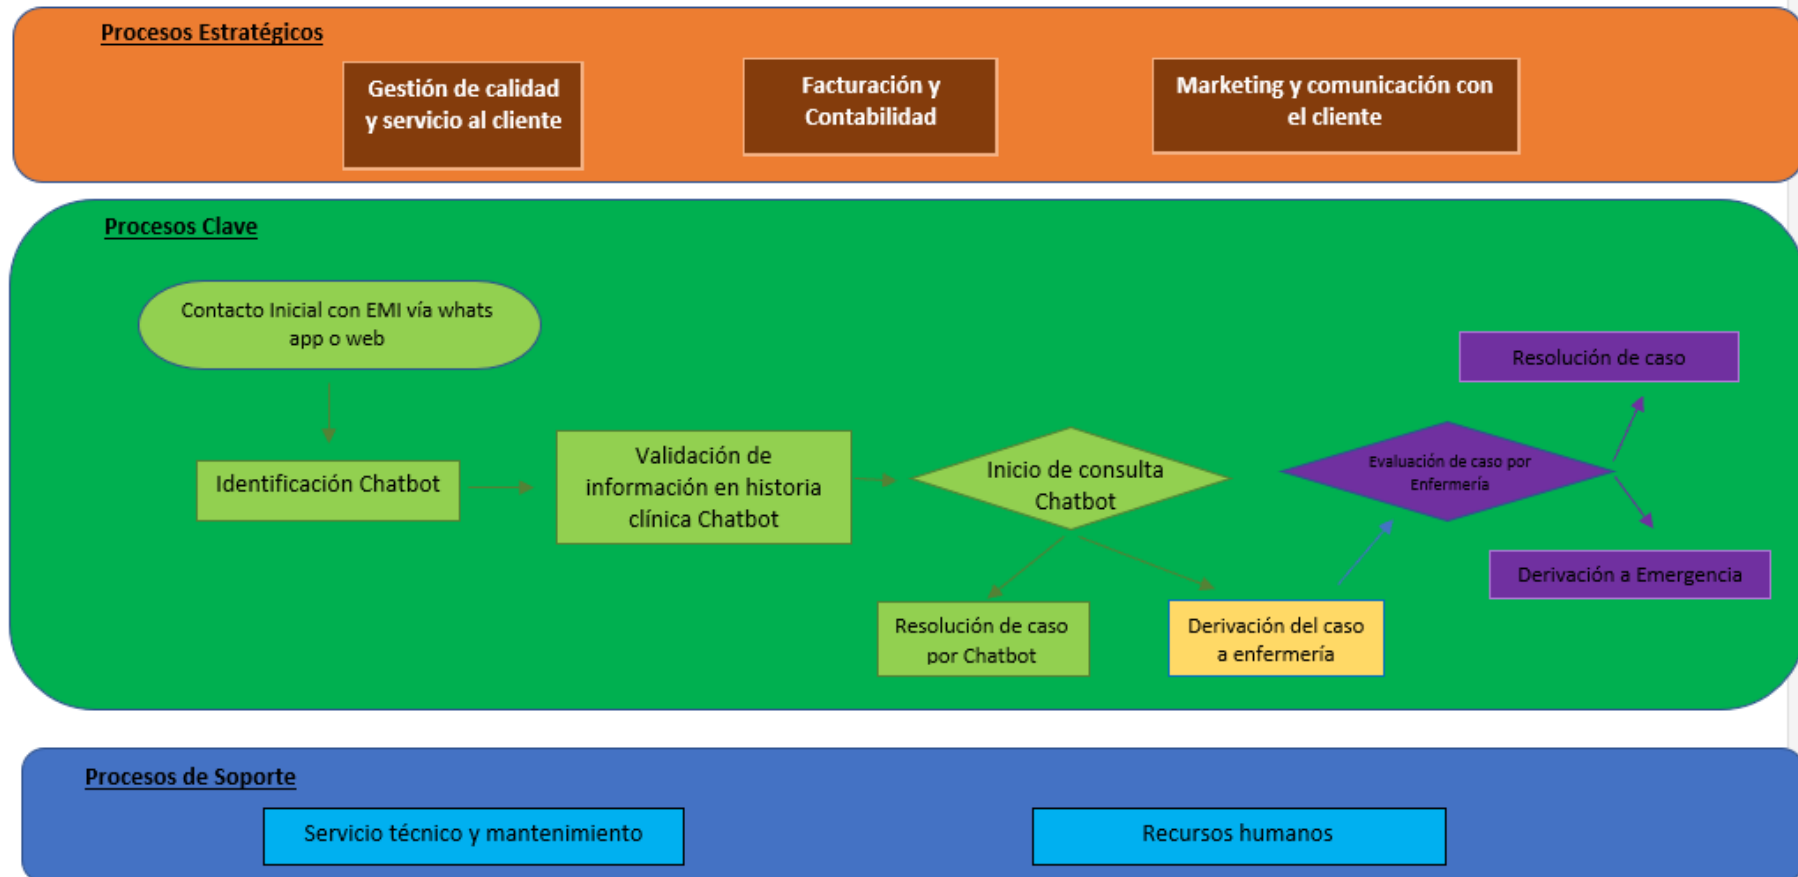 Procesos Estratégicos
Gestión de calidad
y servicio al cliente
Facturación y
Contabilidad
Marketing y comunicación con
el cliente
Procesos Clave
Contacto Inicial con EMI vía whats
app o web
Identificación Chatbot
Validación de
información en historia
clínica Chatbot
Inicio de consulta
Chatbot
Resolución de caso
por Chatbot
Derivación del caso
a enfermería
Evaluación de caso por
Enfermería
Resolución de caso
Derivación a Emergencia
Procesos de Soporte
Servicio técnico y mantenimiento
Recursos humanos